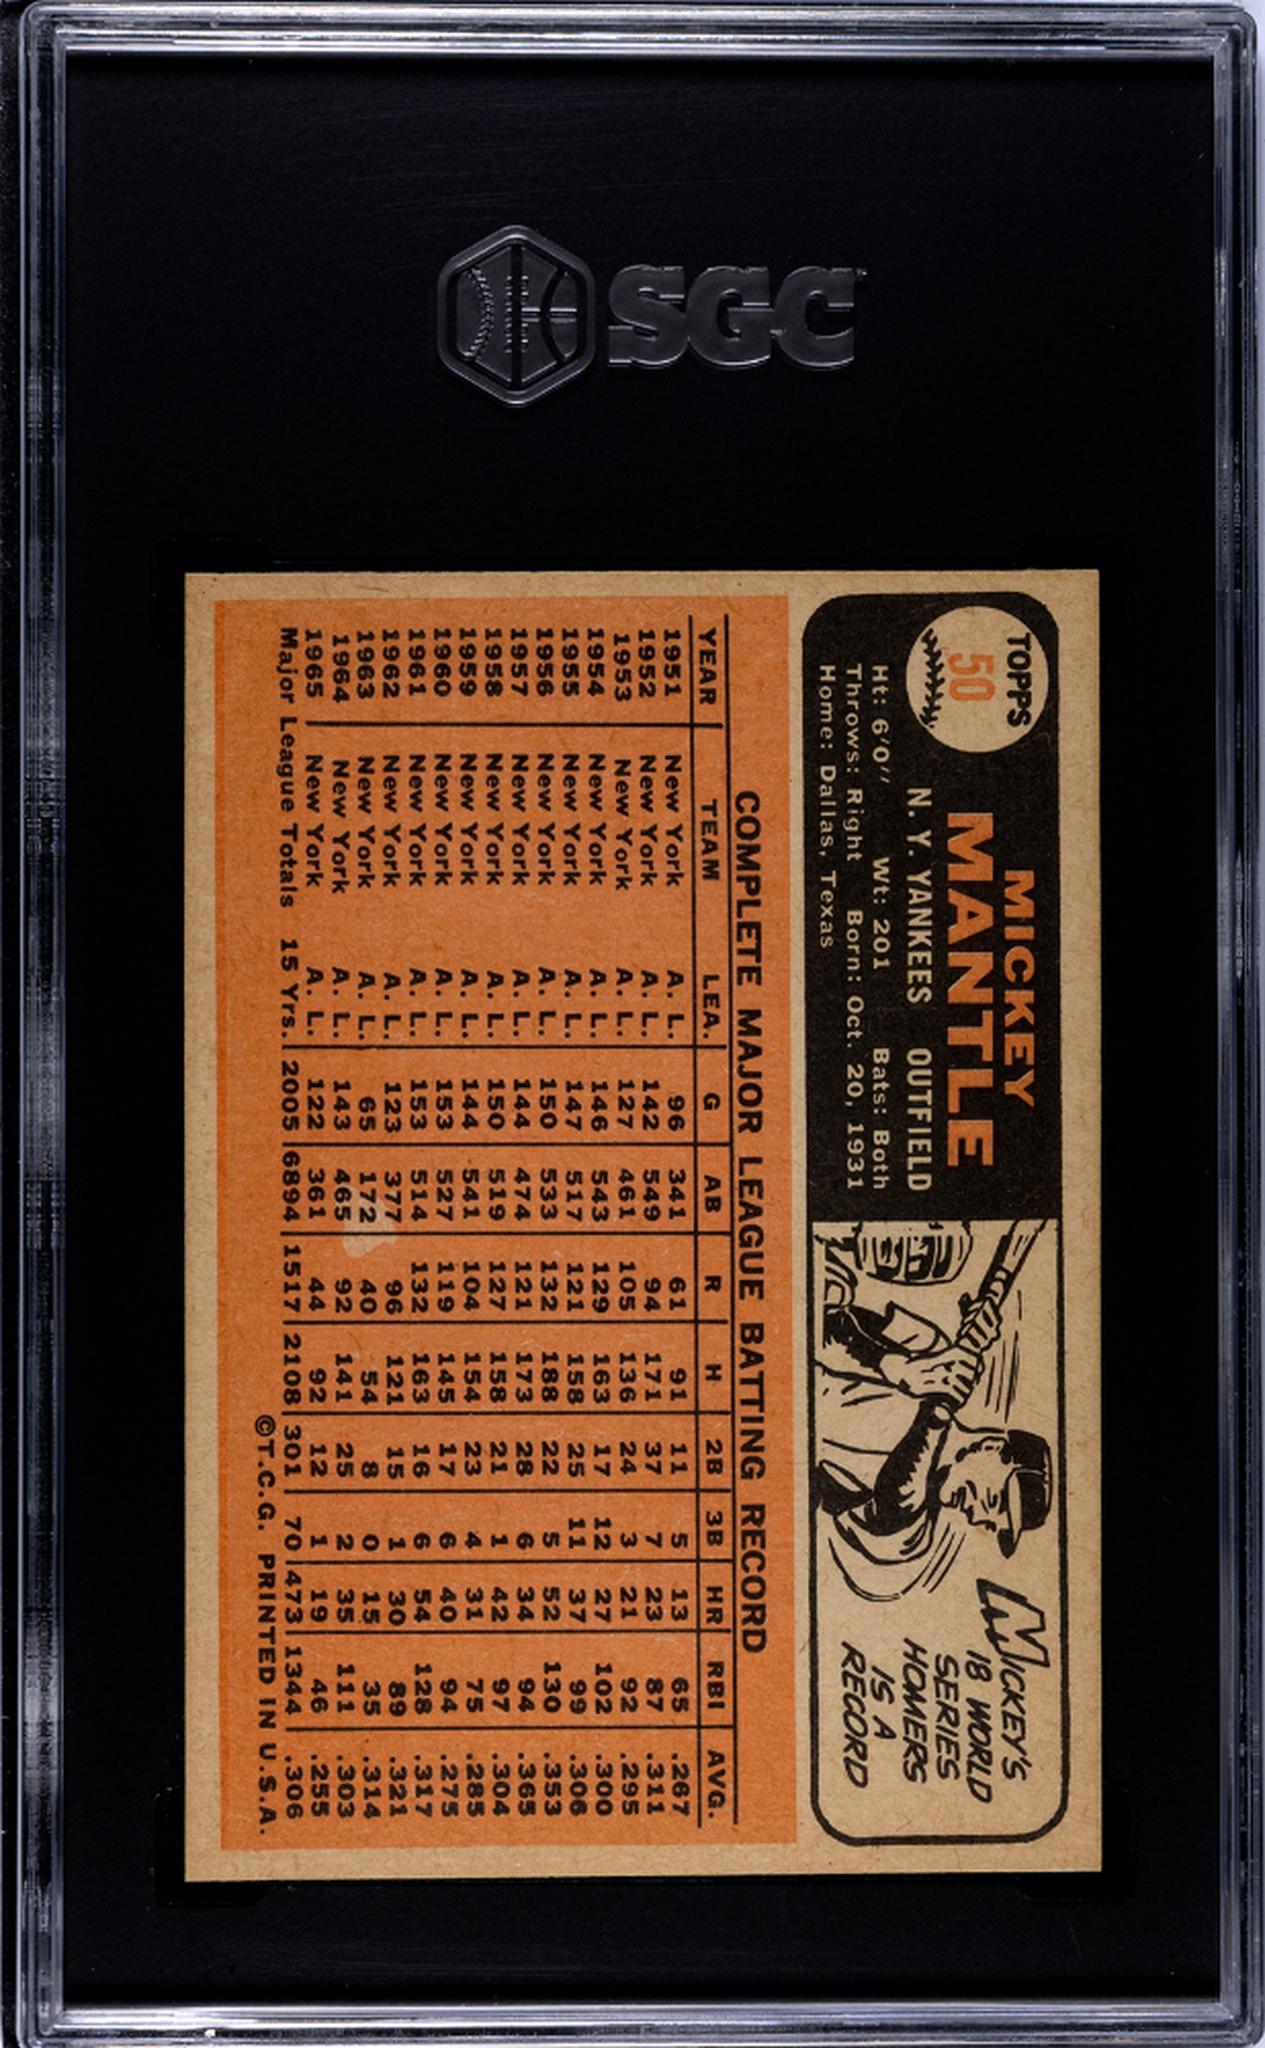 SGC
TOPPS
50
MICKEY
MANTLE
N. Y. YANKEES OUTFIELD
Ht: 6'0" Wt: 201 Bats: Both
Throws: Right Born: Oct. 20, 1931
Home: Dallas, Texas
MICKEY'S
18 WORLD
SERIES
HOMERS
IS A
RECORD
COMPLETE MAJOR LEAGUE BATTING RECORD
YEAR TEAM LEA. G AB R H 2B 3B HR RBI AVG.
1951 New York A. L. 96 341 61 91 11 5 13 65 .267
1952 New York A. L. 142 549 94 171 37 7 23 87 .311
1953 New York A. L. 127 461 105 136 24 3 21 92 .295
1954 New York A. L. 146 543 129 163 17 12 27 102 .300
1955 New York A. L. 147 517 121 158 25 11 37 99 .306
1956 New York A. L. 150 533 132 188 22 5 52 130 .353
1957 New York A. L. 144 474 121 173 28 6 34 94 .365
1958 New York A. L. 150 519 127 158 21 1 42 97 .304
1959 New York A. L. 144 541 104 154 23 4 31 75 .285
1960 New York A. L. 153 527 119 145 17 6 40 94 .275
1961 New York A. L. 153 514 132 163 16 6 54 128 .317
1962 New York A. L. 123 377 96 121 15 1 30 89 .321
1963 New York A. L. 65 172 40 54 8 0 15 35 .314
1964 New York A. L. 143 465 92 141 25 2 35 111 .303
1965 New York A. L. 122 361 44 92 12 1 19 46 .255
Major League Totals 15 Yrs. 2005 6894 1517 2108 301 70 473 1344 .306
©T.C.G. PRINTED IN U.S.A.